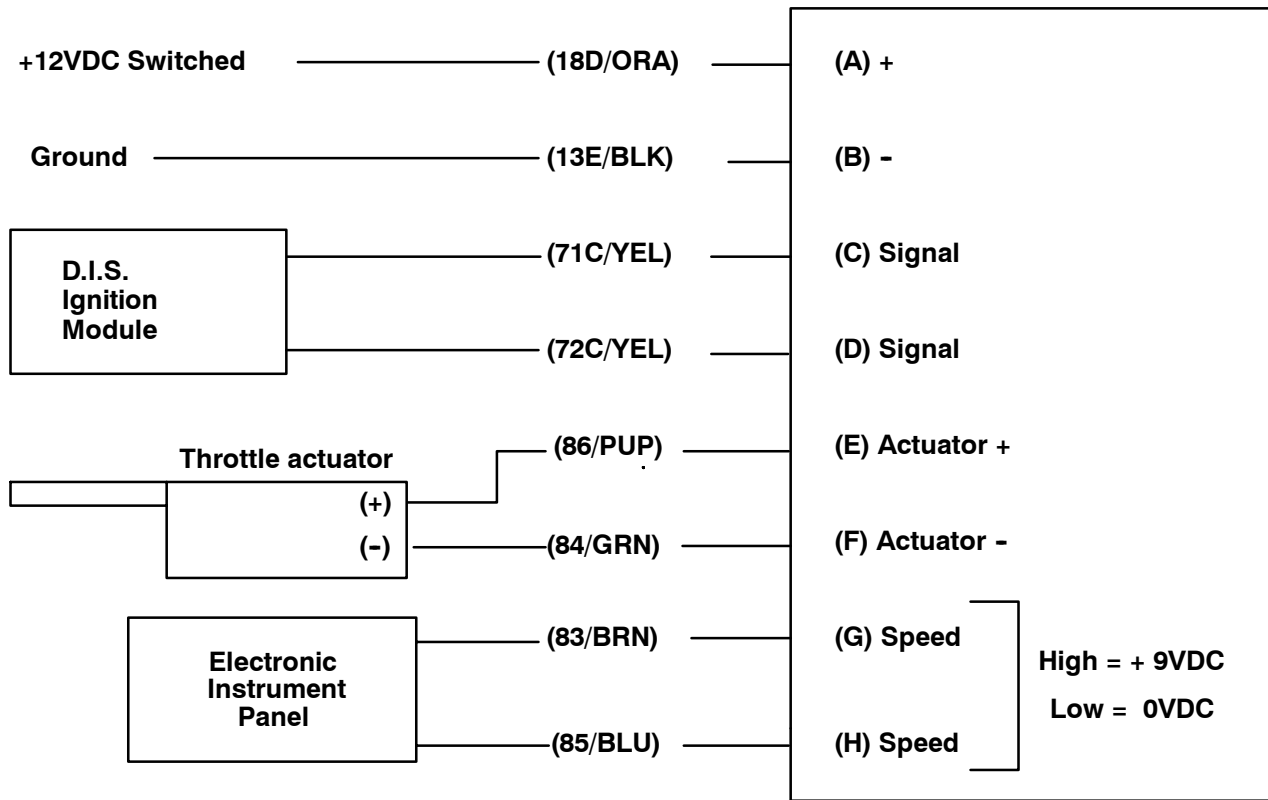 +12VDC Switched (18D/ORA) (A) +
Ground (13E/BLK) (B) -
D.I.S.
Ignition
Module
(71C/YEL) (C) Signal
(72C/YEL) (D) Signal
Throttle actuator
(+)
(-)
(86/PUP) (E) Actuator +
(84/GRN) (F) Actuator -
Electronic
Instrument
Panel
(83/BRN) (G) Speed
(85/BLU) (H) Speed
High = + 9VDC
Low = 0VDC